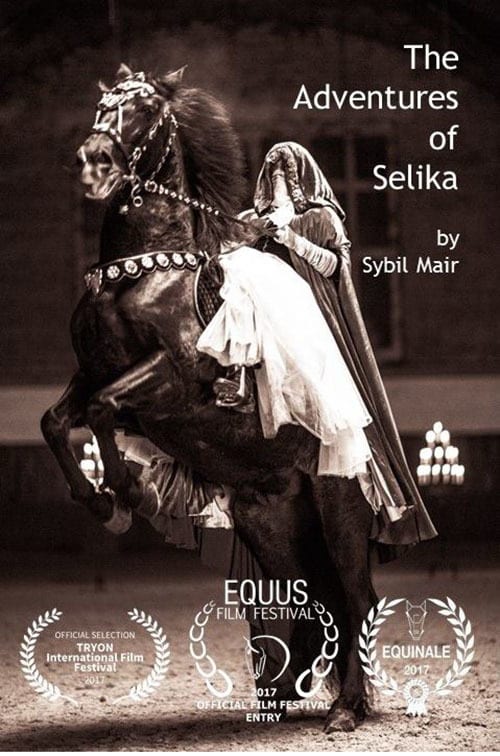 The
Adventures
of
Selika
by
Sybil Mair
EQUUS
FILM FESTIVAL
2017
OFFICIAL FILM FESTIVAL
ENTRY
OFFICIAL SELECTION
TRYON
International Film
Festival
2017
EQUINALE
2017